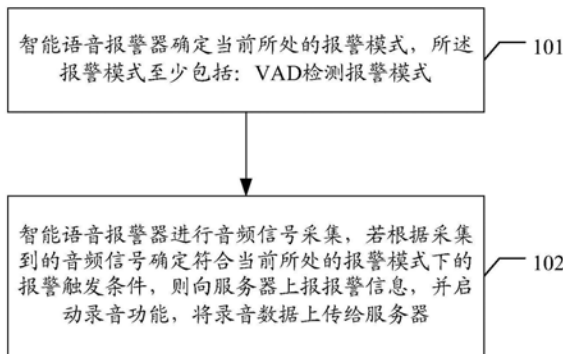 智能语音报警器确定当前所处的报警模式，所述
报警模式至少包括：VAD检测报警模式
101
智能语音报警器进行音频信号采集，若根据采集
到的音频信号确定符合当前所处的报警模式下的
报警触发条件，则向服务器上报报警信息，并启
动录音功能，将录音数据上传给服务器
102